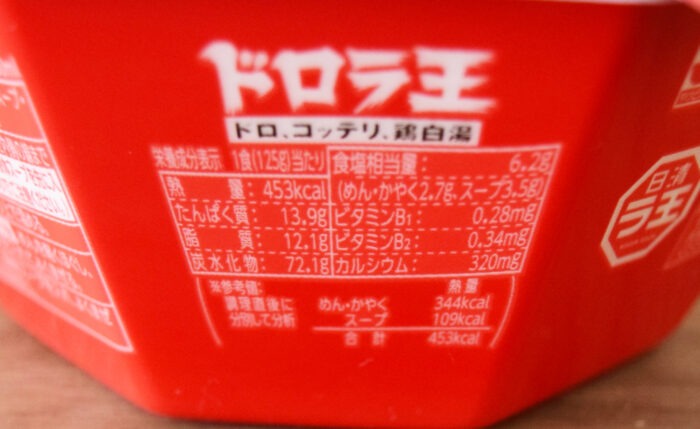 ドロラ王
ドロ、コッテリ、鶏白湯
栄養成分表示 1食(125g)当たり
熱量:453kcal
たんぱく質: 13.9g
脂質: 12.1g
炭水化物: 72.1g
食塩相当量: 6.2g
(めん・かやく2.7g、スープ3.5g)
ビタミンB1: 0.28mg
ビタミンB2: 0.34mg
カルシウム: 320mg
※参考値: 熱量
調理直後に分別して分析
めん・かやく 344kcal
スープ 109kcal
合計 453kcal
日清
ラ王